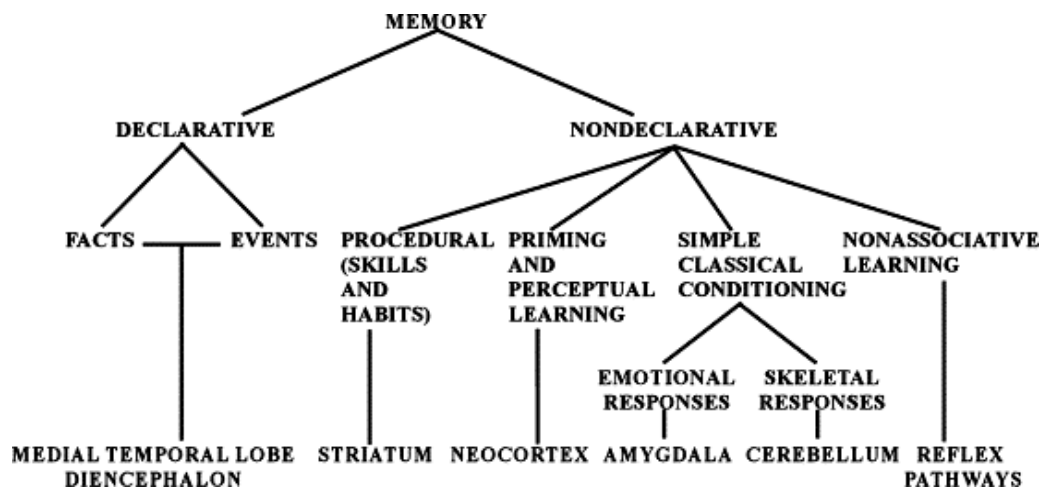 MEMORY
DECLARATIVE
NONDECLARATIVE
FACTS
EVENTS
PROCEDURAL
(SKILLS
AND
HABITS)
PRIMING
AND
PERCEPTUAL
LEARNING
SIMPLE
CLASSICAL
CONDITIONING
NONASSOCIATIVE
LEARNING
EMOTIONAL
RESPONSES
SKELETAL
RESPONSES
MEDIAL TEMPORAL LOBE
DIENCEPHALON
STRIATUM
NEOCORTEX
AMYGDALA
CEREBELLUM
REFLEX
PATHWAYS